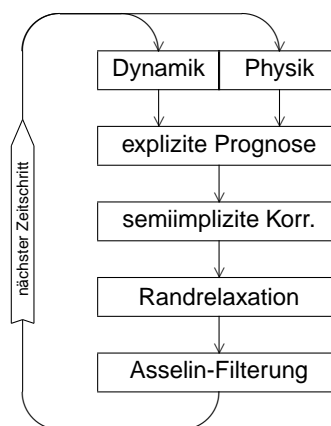 Dynamik
Physik
explizite Prognose
semiimplizite Korr.
Randrelaxation
Asselin-Filterung
nächster Zeitschritt